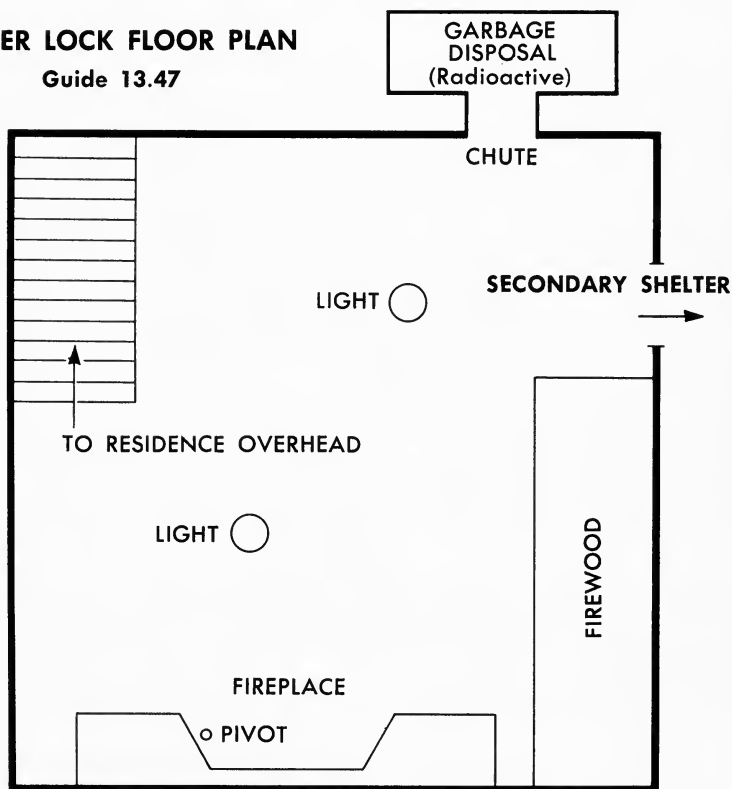 ER LOCK FLOOR PLAN
Guide 13.47
GARBAGE
DISPOSAL
(Radioactive)
CHUTE
SECONDARY SHELTER
LIGHT
TO RESIDENCE OVERHEAD
LIGHT
FIREWOOD
FIREPLACE
PIVOT